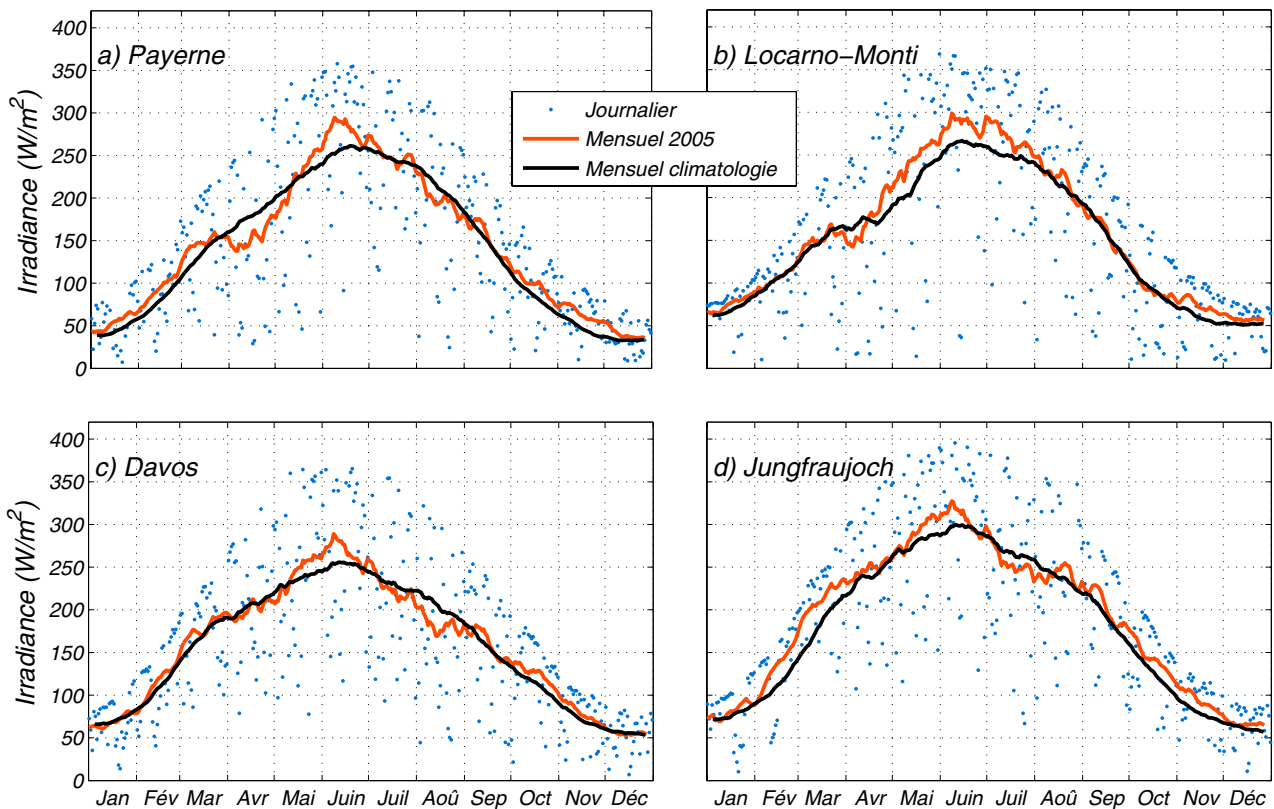 400
350
300
250
200
150
100
50
0
Irradiance (W/m²)
a) Payerne
b) Locarno–Monti
Journalier
Mensuel 2005
Mensuel climatologie
400
350
300
250
200
150
100
50
0
Irradiance (W/m²)
c) Davos
d) Jungfraujoch
Jan Fév Mar Avr Mai Juin Juil Aoû Sep Oct Nov Déc
Jan Fév Mar Avr Mai Juin Juil Aoû Sep Oct Nov Déc